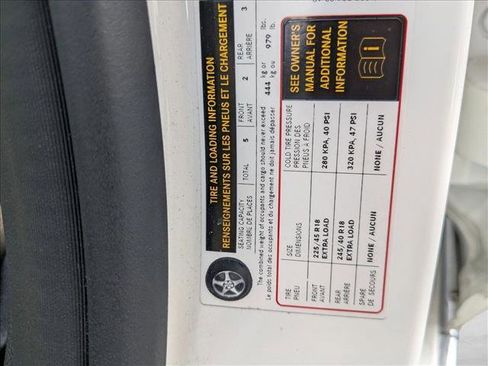 TIRE AND LOADING INFORMATION
RENSEIGNEMENTS SUR LES PNEUS ET LE CHARGEMENT
SEATING CAPACITY
NOMBRE DE PLACES
TOTAL 5
FRONT
AVANT
2
REAR
ARRIÈRE
3
The combined weight of occupants and cargo should never exceed 444 kg or 979 lbs.
Le poids total des occupants et du chargement ne doit jamais dépasser 444 kg ou 979 lb.
TIRE
PNEU
SIZE
DIMENSIONS
COLD TIRE PRESSURE
PRESSION DES
PNEUS A FROID
FRONT
AVANT
225/45 R18
EXTRA LOAD
280 KPA, 40 PSI
REAR
ARRIÈRE
245/40 R18
EXTRA LOAD
320 KPA, 47 PSI
SPARE
DE SECOURS
NONE / AUCUN
NONE / AUCUN
SEE OWNER'S
MANUAL FOR
ADDITIONAL
INFORMATION